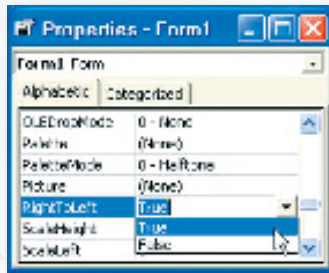 Properties - Form1
Form1 Form
Alphabetic Categorized
OLEDropMode 0 - None
Palette (None)
PaletteMode 0 - Halftone
Picture (None)
RightToLeft True
ScaleHeight True
ScaleLeft False